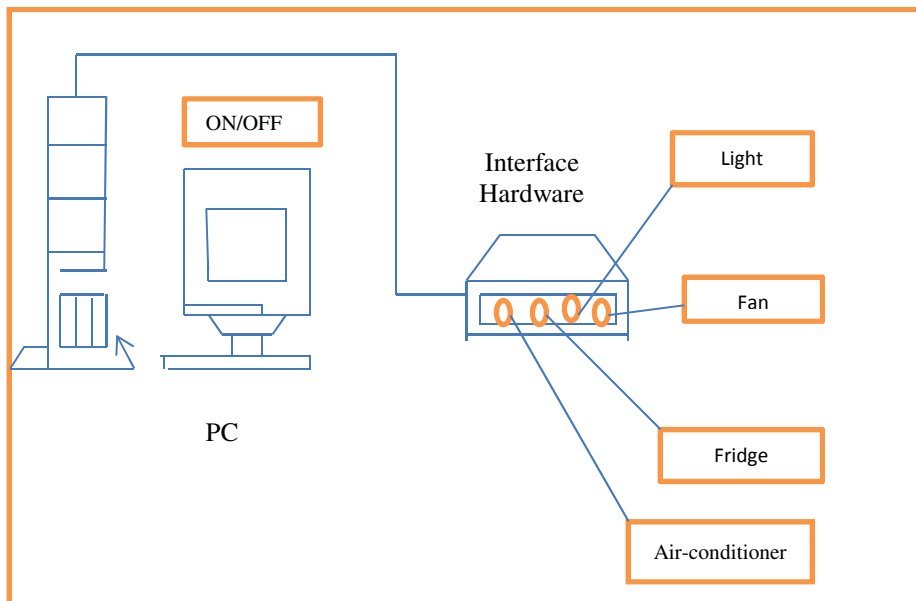 ON/OFF
Interface
Hardware
Light
Fan
PC
Fridge
Air-conditioner